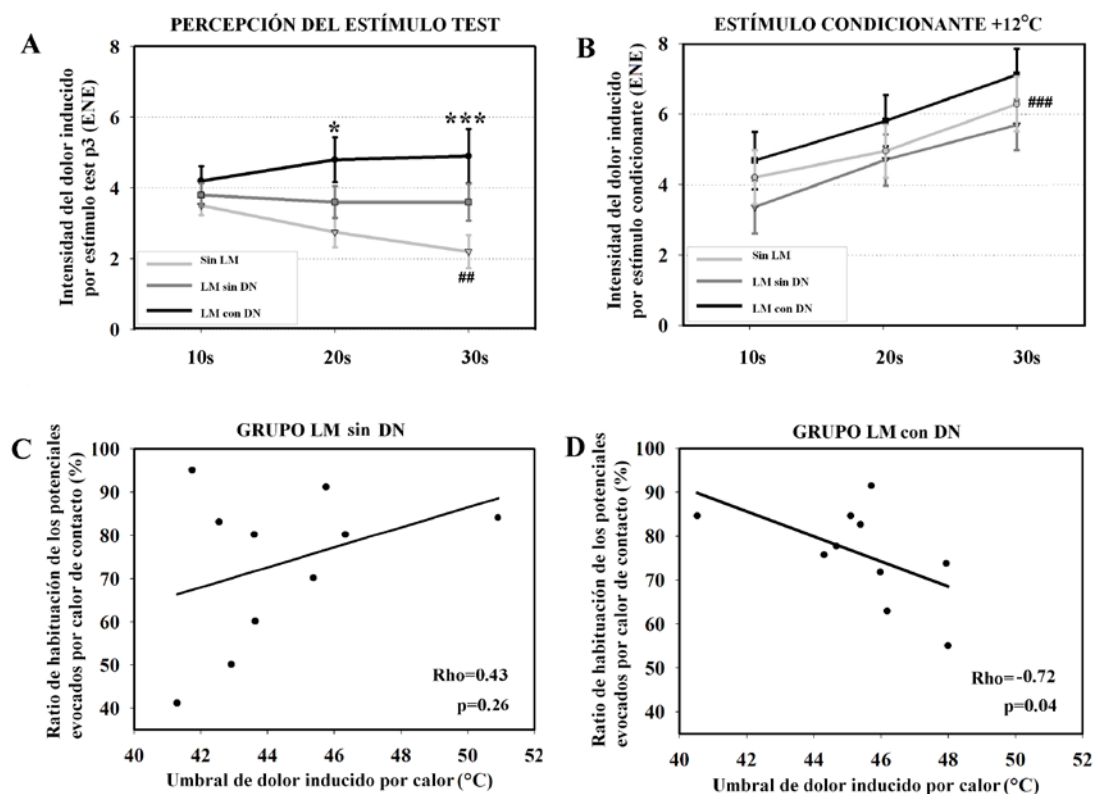 A
PERCEPCIÓN DEL ESTÍMULO TEST
Intensidad del dolor inducido
por estímulo test p3 (ENE)
8
6
4
2
0
*
***
##
Sin LM
LM sin DN
LM con DN
10s
20s
30s
B
ESTÍMULO CONDICIONANTE +12°C
Intensidad del dolor inducido
por estímulo condicionante (ENE)
8
6
4
2
0
###
Sin LM
LM sin DN
LM con DN
10s
20s
30s
C
GRUPO LM sin DN
Ratio de habituación de los potenciales
evocados por calor de contacto (%)
100
90
80
70
60
50
40
Rho=0.43
p=0.26
40
42
44
46
48
50
52
Umbral de dolor inducido por calor (°C)
D
GRUPO LM con DN
Ratio de habituación de los potenciales
evocados por calor de contacto (%)
100
90
80
70
60
50
40
Rho=-0.72
p=0.04
40
42
44
46
48
50
52
Umbral de dolor inducido por calor (°C)